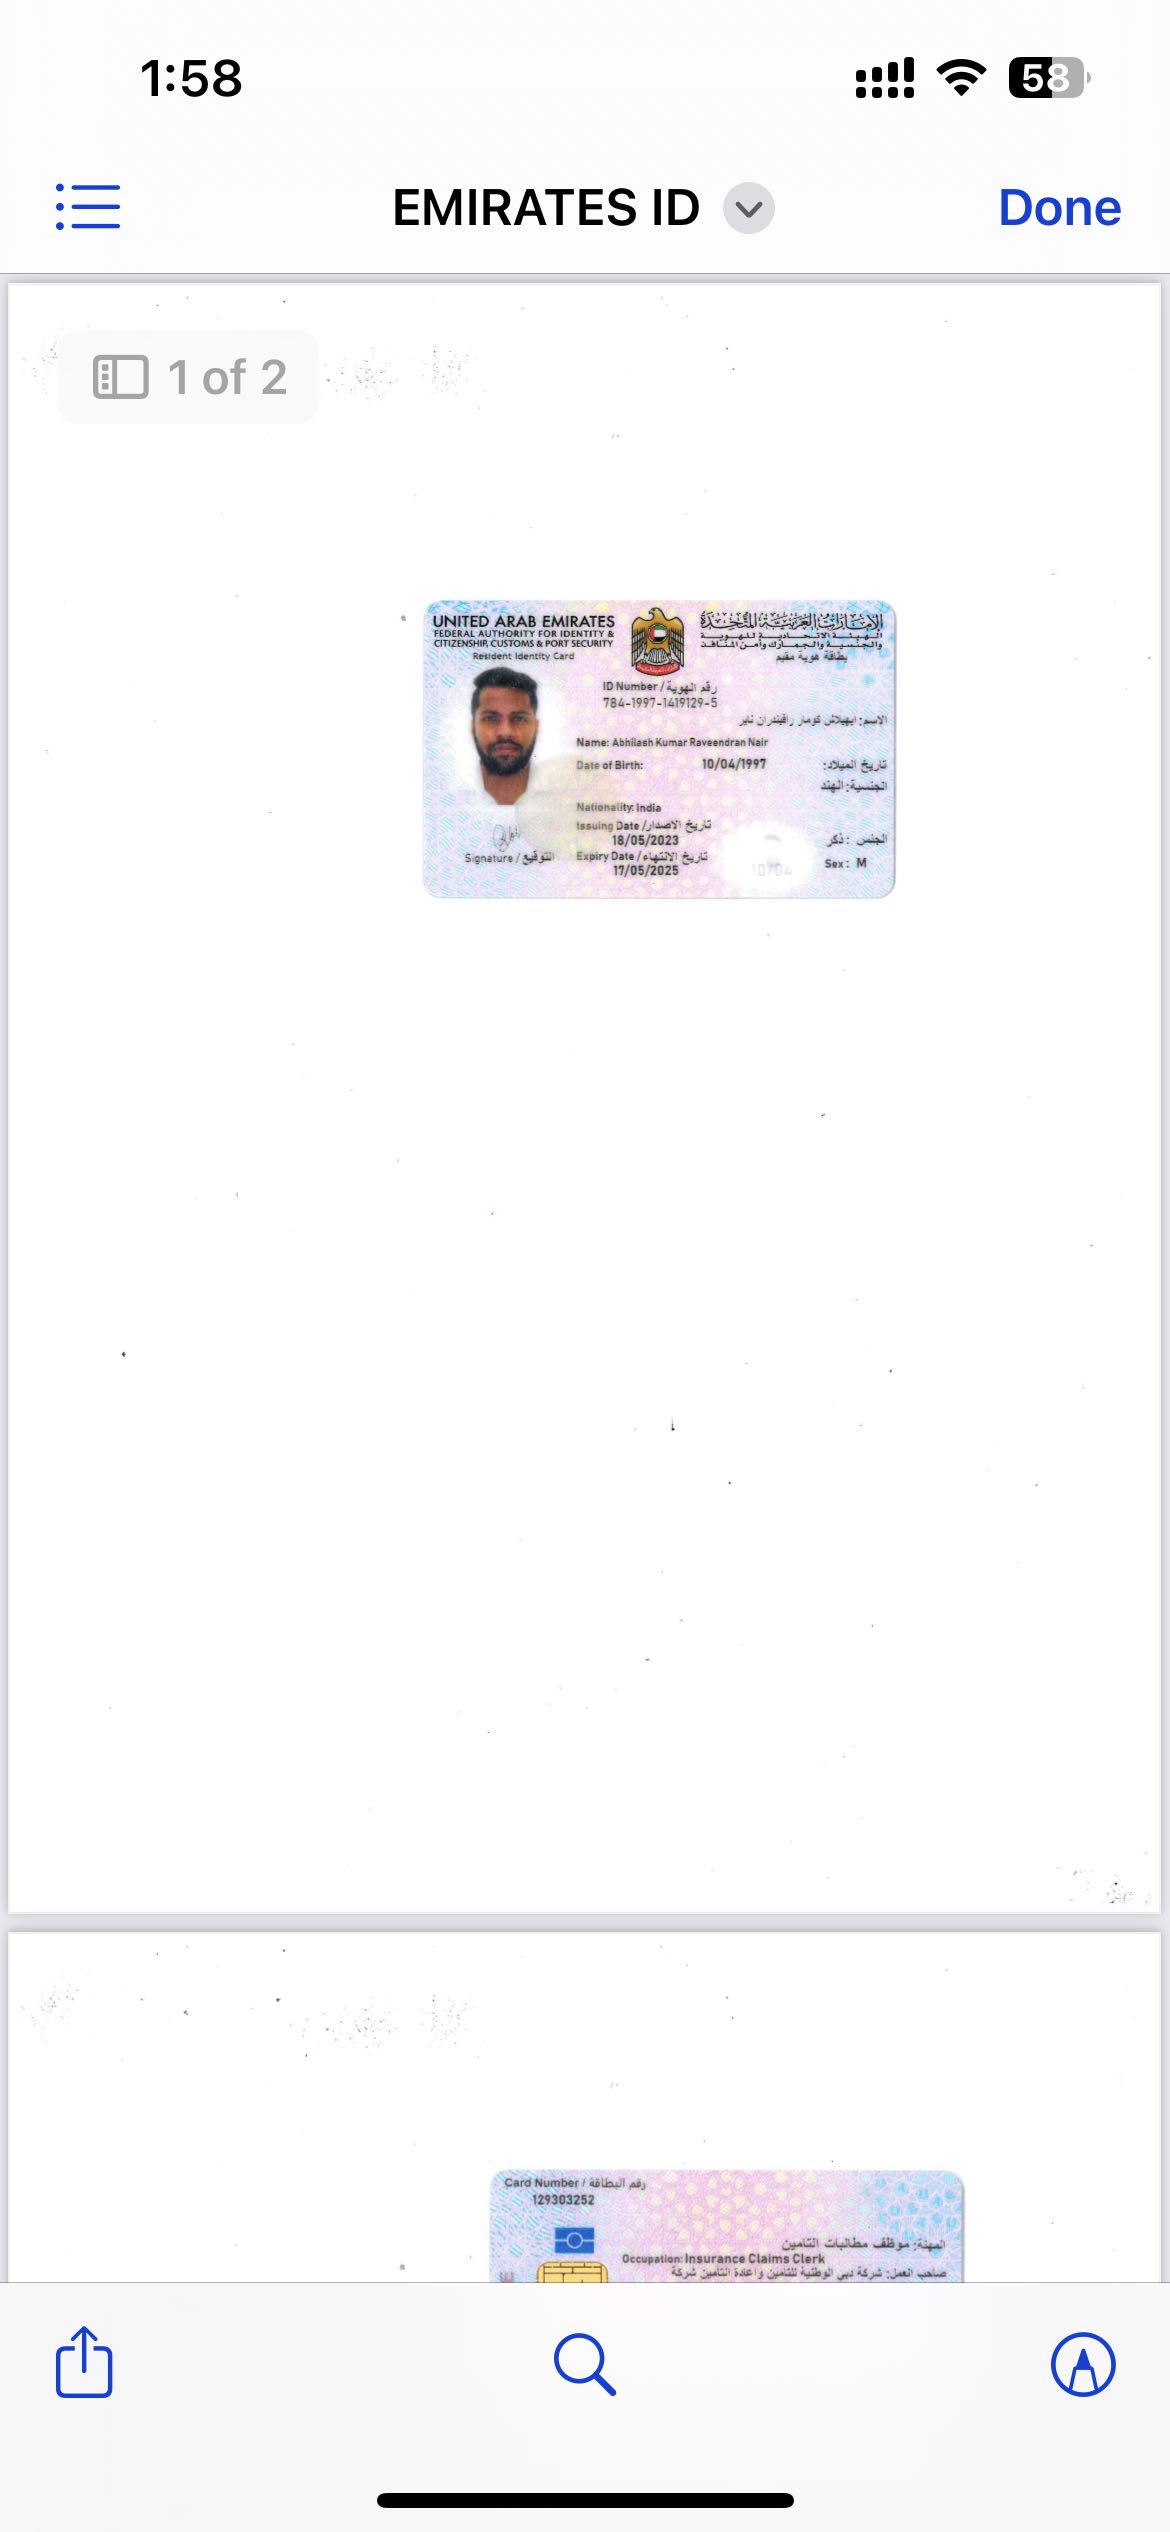 1:58
58
EMIRATES ID
Done
1 of 2
UNITED ARAB EMIRATES
FEDERAL AUTHORITY FOR IDENTITY &
CITIZENSHIP, CUSTOMS & PORT SECURITY
Resident Identity Card
الإمارات العربية المتحدة
الهيئة الاتحادية للهوية
والجنسية والجمارك وأمن المنافذ
بطاقة هوية مقيم
ID Number / رقم الهوية
784-1997-1419129-5
الاسم: ابهيلاش كومار رافيندران ناير
Name: Abhilash Kumar Raveendran Nair
Date of Birth: 10/04/1997 تاريخ الميلاد:
الجنسية: الهند
Nationality: India
Issuing Date / تاريخ الاصدار
18/05/2023
الجنس: ذكر
Expiry Date / تاريخ الانتهاء
17/05/2025
Sex: M
Signature / التوقيع
10/04
Card Number / رقم البطاقة
129303252
المهنة: موظف مطالبات التامين
Occupation: Insurance Claims Clerk
صاحب العمل: شركة دبي الوطنية للتامين و اعادة التامين شركة